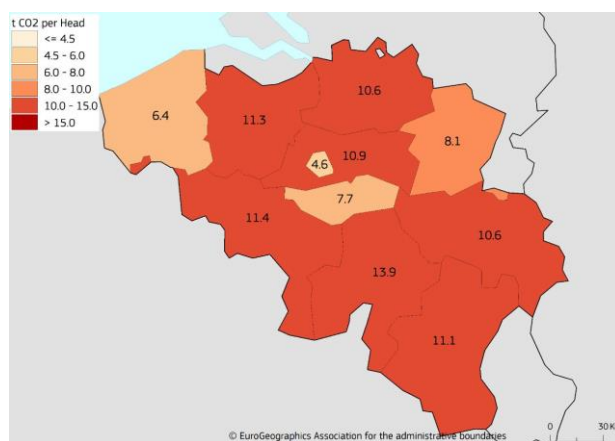 t CO2 per Head
<= 4.5
4.5 - 6.0
6.0 - 8.0
8.0 - 10.0
10.0 - 15.0
> 15.0
6.4
11.3
10.6
8.1
4.6
10.9
7.7
11.4
10.6
13.9
11.1
0 30
© EuroGeographics Association for the administrative boundaries